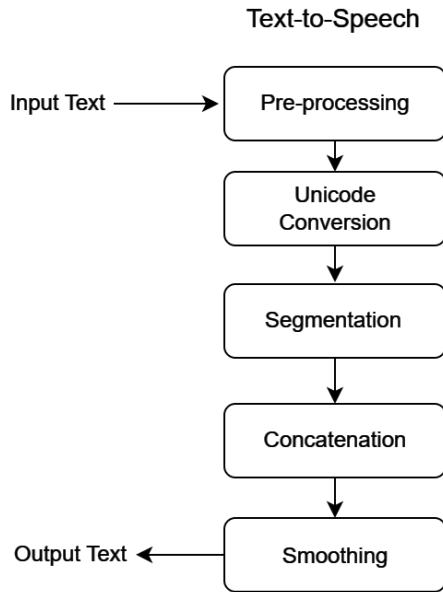 Text-to-Speech
Input Text
Pre-processing
Unicode
Conversion
Segmentation
Concatenation
Output Text
Smoothing